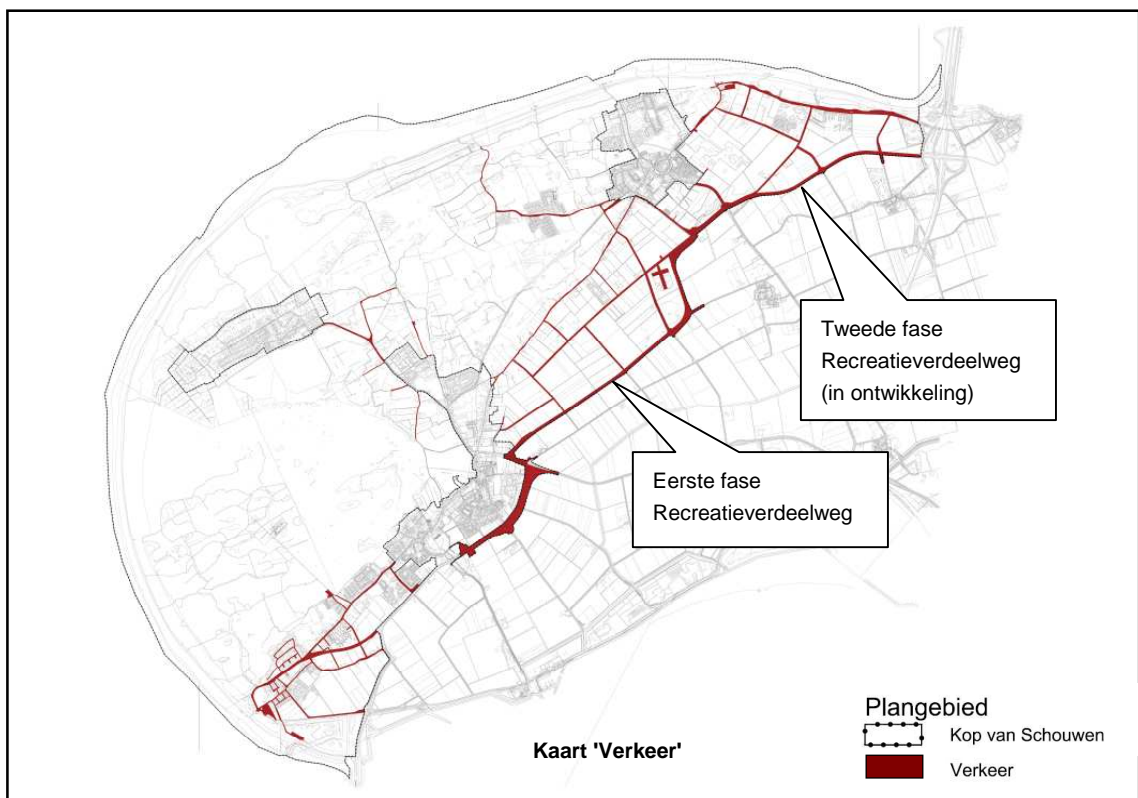 Tweede fase
Recreatieverdeelweg
(in ontwikkeling)
Eerste fase
Recreatieverdeelweg
Kaart 'Verkeer'
Plangebied
Kop van Schouwen
Verkeer